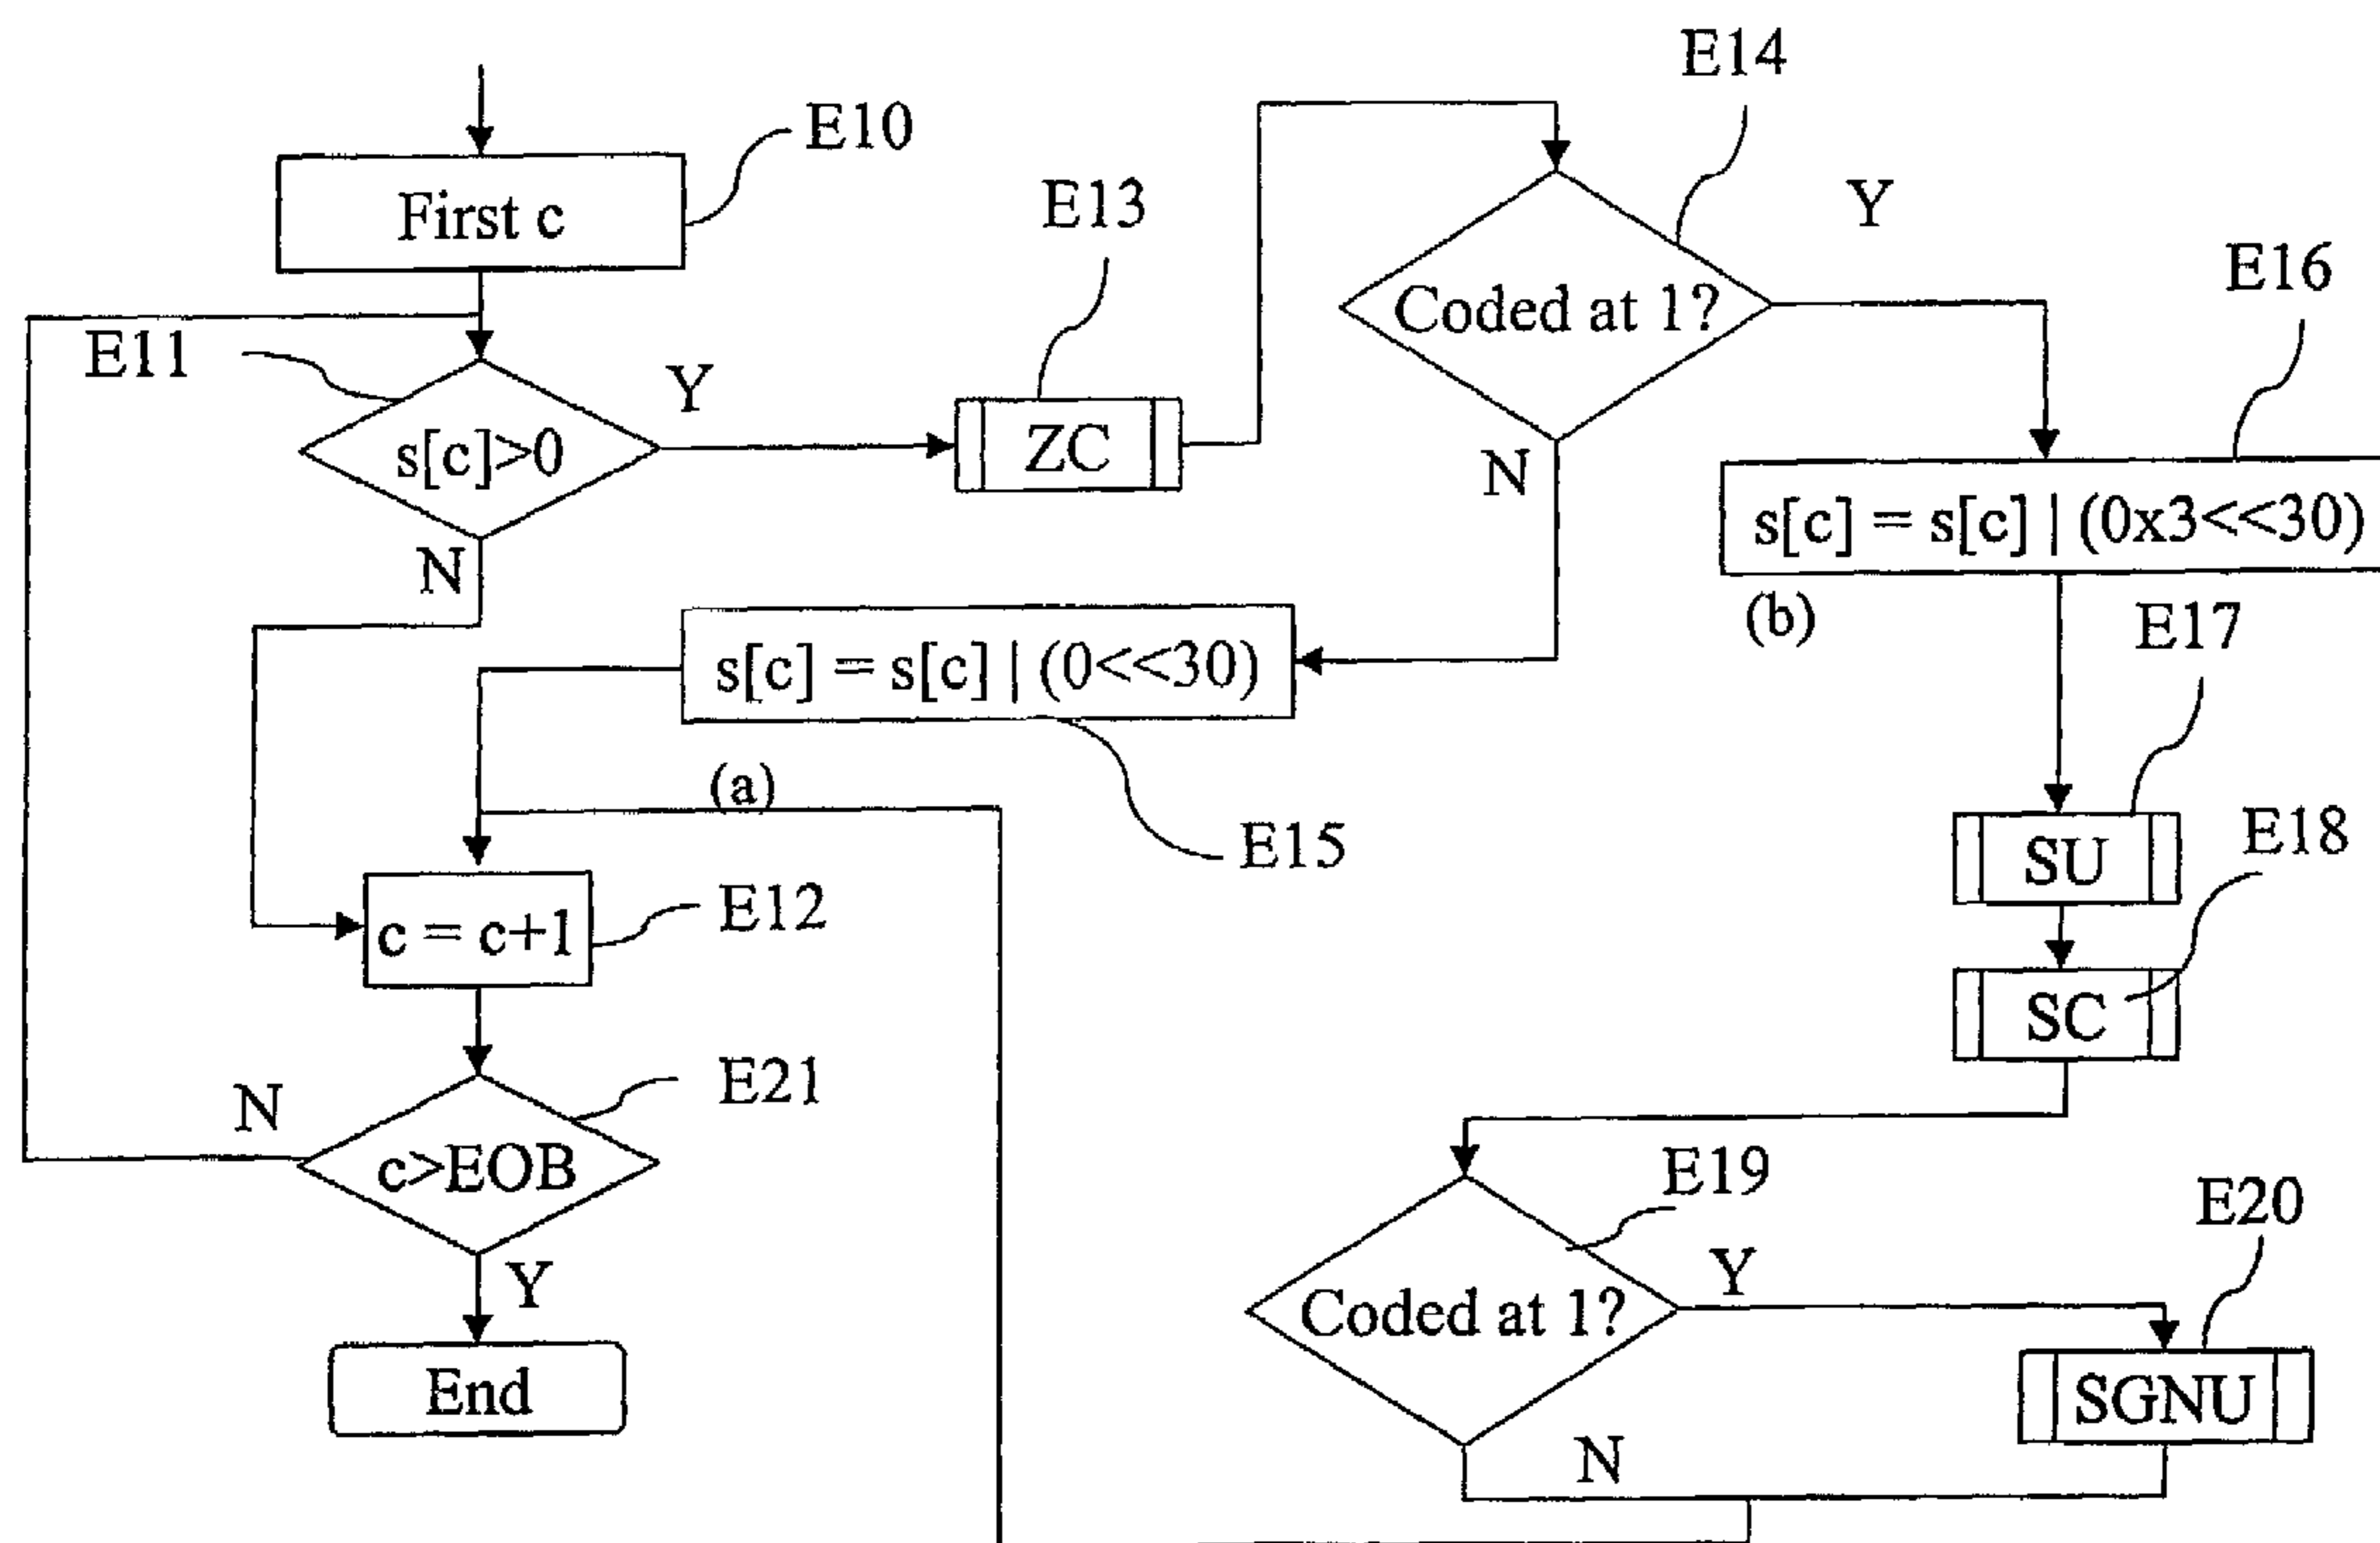 E14
E10
First c
E13
Y
E16
Coded at 1?
E11
Y
s[c]>0
ZC
N
s[c] = s[c] | (0x3<<30)
N
(b)
E17
s[c] = s[c] | (0<<30)
(a)
E15
E18
SU
E12
c = c+1
SC
E21
N
c>EOB
E19
E20
Y
Y
Coded at 1?
End
SGNU
N